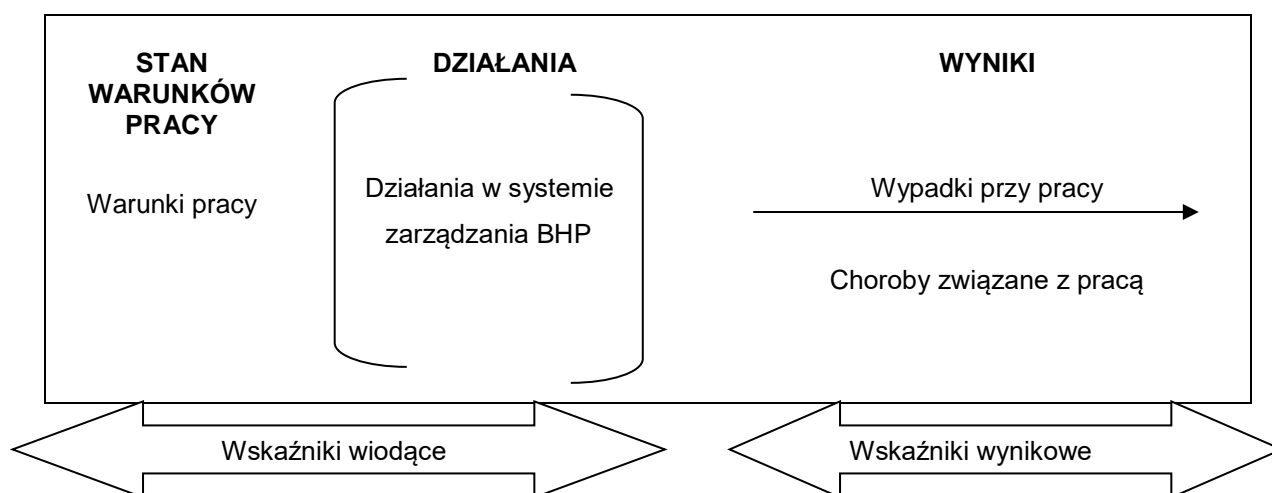 STAN
WARUNKÓW
PRACY
Warunki pracy
DZIAŁANIA
Działania w systemie
zarządzania BHP
WYNIKI
Wypadki przy pracy
Choroby związane z pracą
Wskaźniki wiodące
Wskaźniki wynikowe